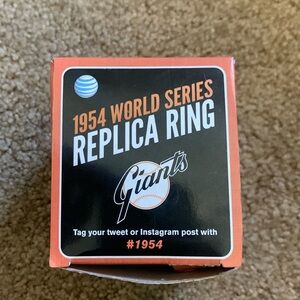 1954 WORLD SERIES
REPLICA RING
Giants
Tag your tweet or Instagram post with
#1954